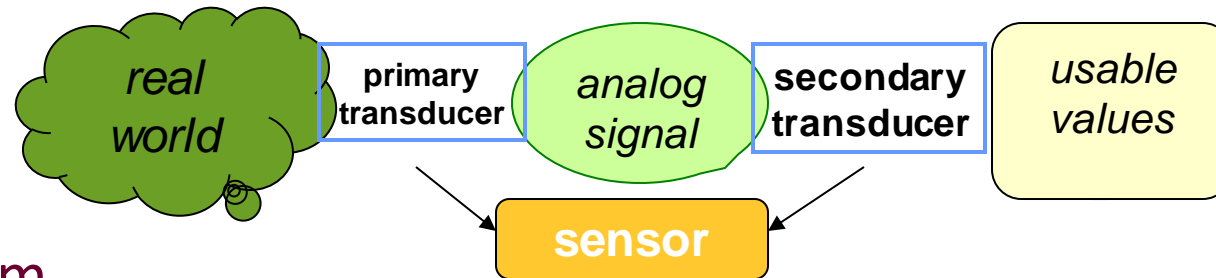 real
world
primary
transducer
analog
signal
secondary
transducer
usable
values
sensor